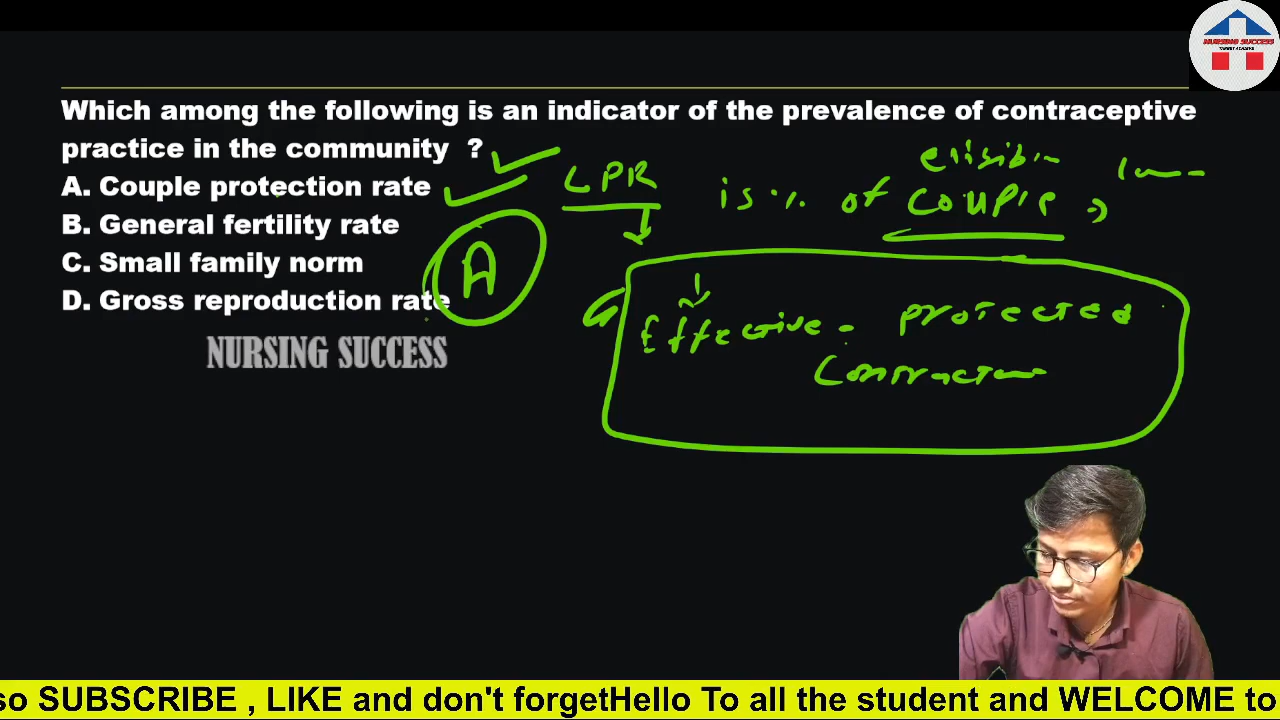 NURSING SUCCESS
Which among the following is an indicator of the prevalence of contraceptive
practice in the community ?
A. Couple protection rate
B. General fertility rate
C. Small family norm
D. Gross reproduction rate
A
CPR is % of couple
Effective protected
NURSING SUCCESS
so SUBSCRIBE , LIKE and don't forgetHello To all the student and WELCOME to